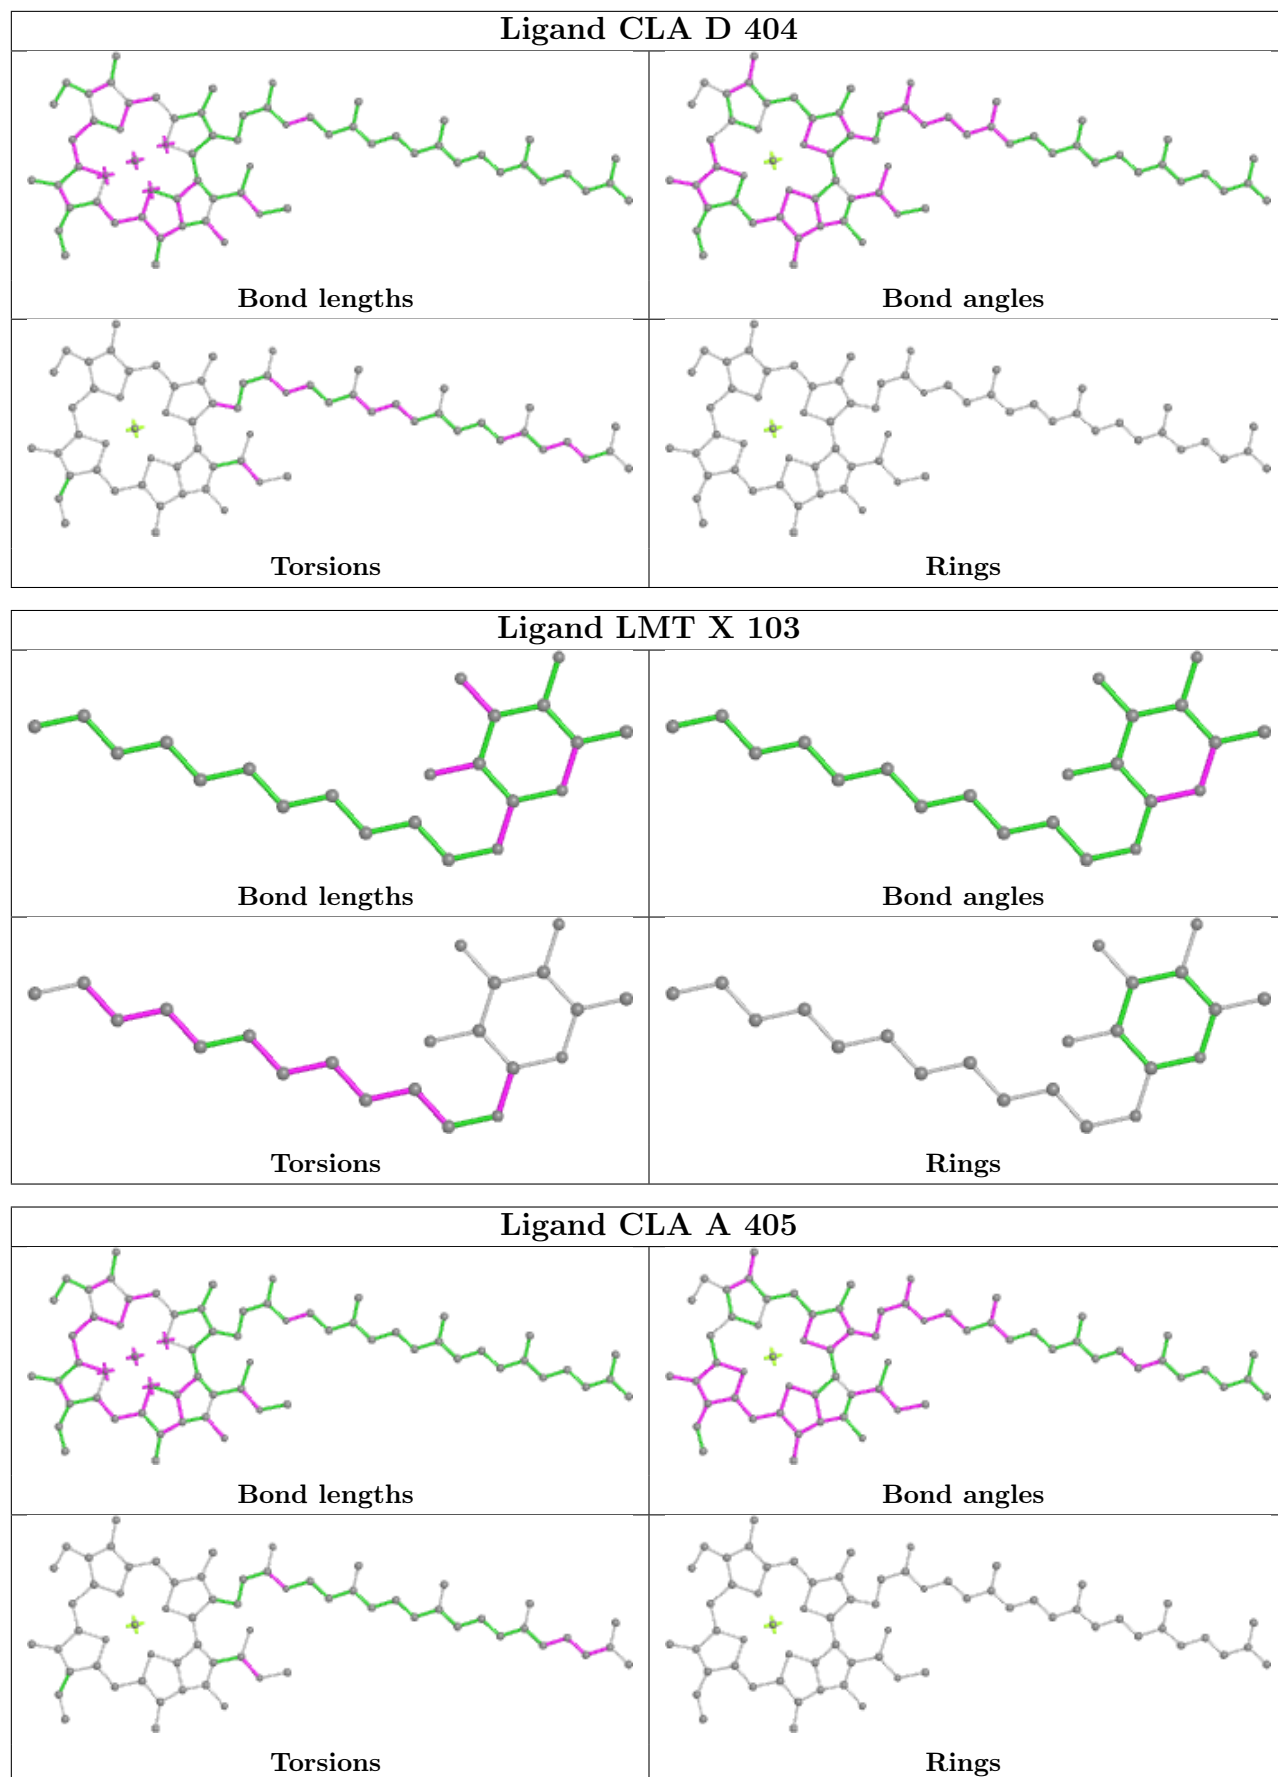 Ligand CLA D 404
Bond lengths
Bond angles
Torsions
Rings
Ligand LMT X 103
Bond lengths
Bond angles
Torsions
Rings
Ligand CLA A 405
Bond lengths
Bond angles
Torsions
Rings